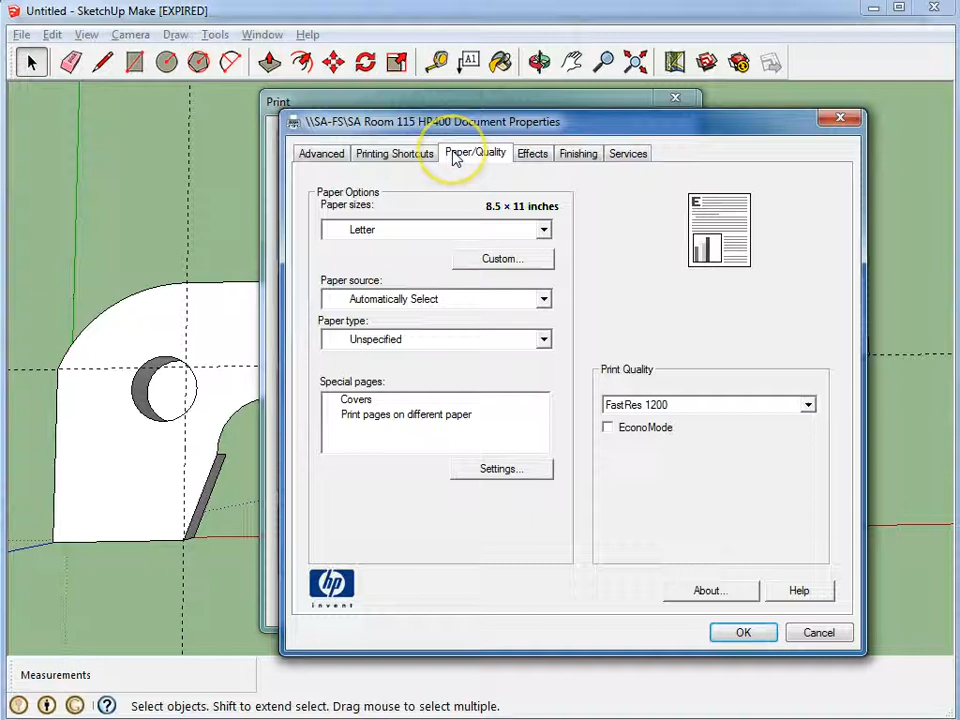 Untitled - SketchUp Make [EXPIRED]
File Edit View Camera Draw Tools Window Help
A1
Print
\\SA-FS\SA Room 115 HP400 Document Properties
Advanced Printing Shortcuts Paper/Quality Effects Finishing Services
Paper Options
Paper sizes: 8.5 × 11 inches
Letter
Custom...
Paper source:
Automatically Select
Paper type:
Unspecified
Special pages:
Covers
Print pages on different paper
Settings...
E
Print Quality
FastRes 1200
EconoMode
hp
invent
About... Help
OK Cancel
Measurements
Select objects. Shift to extend select. Drag mouse to select multiple.